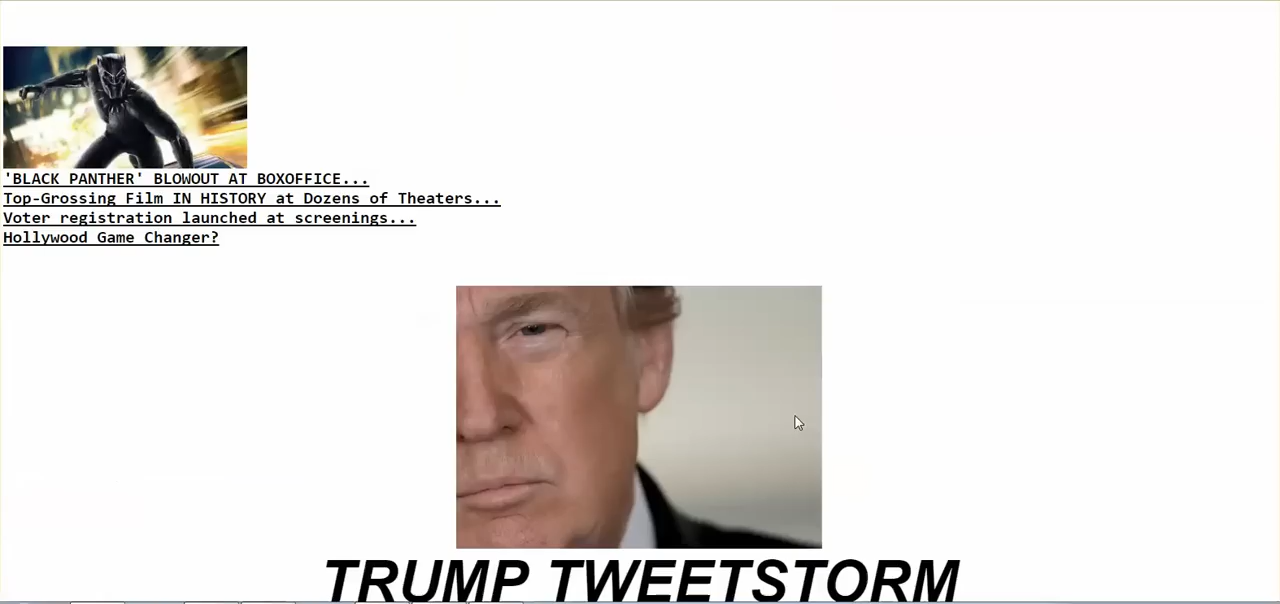 'BLACK PANTHER' BLOWOUT AT BOXOFFICE...
Top-Grossing Film IN HISTORY at Dozens of Theaters...
Voter registration launched at screenings...
Hollywood Game Changer?
TRUMP TWEETSTORM